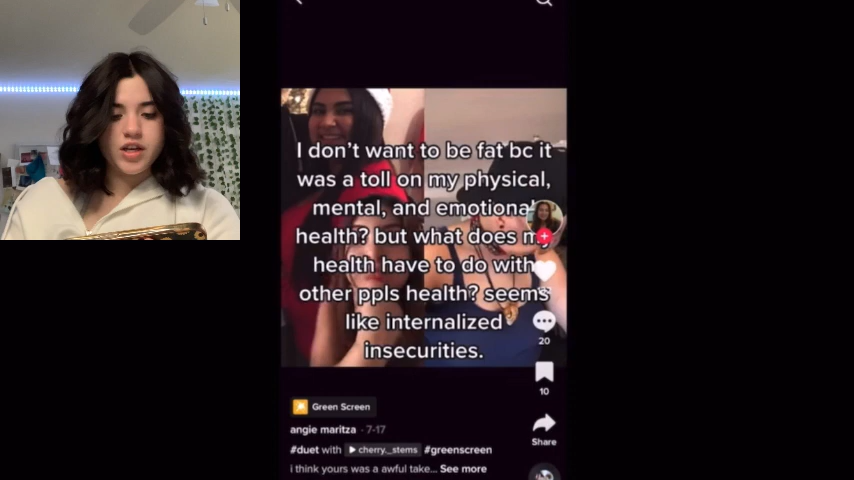 I don't want to be fat bc it
was a toll on my physical,
mental, and emotional
health? but what does my
health have to do with
other ppls health? seems
like internalized
insecurities.
20
10
Share
Green Screen
angie maritza · 7-17
#duet with cherry._stems #greenscreen
i think yours was a awful take... See more